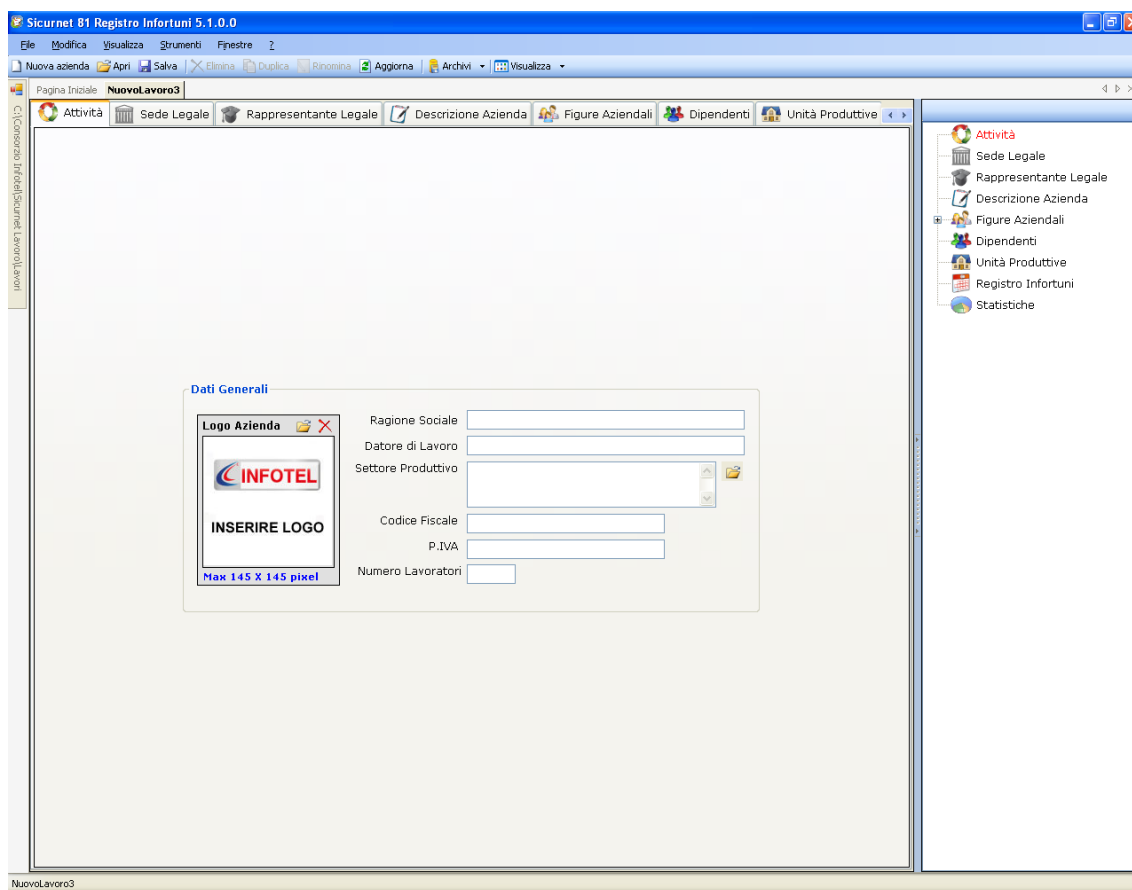 Sicurnet 81 Registro Infortuni 5.1.0.0
File Modifica Visualizza Strumenti Finestre ?
Nuova azienda Apri Salva Elimina Duplica Rinomina Aggiorna Archivi Visualizza
Pagina Iniziale NuovoLavoro3
C:\Consorzio Infotel\Sicurnet Lavoro\Lavori
Attività Sede Legale Rappresentante Legale Descrizione Azienda Figure Aziendali Dipendenti Unità Produttive
Dati Generali
Logo Azienda
INFOTEL
INSERIRE LOGO
Max 145 X 145 pixel
Ragione Sociale
Datore di Lavoro
Settore Produttivo
Codice Fiscale
P.IVA
Numero Lavoratori
Attività
Sede Legale
Rappresentante Legale
Descrizione Azienda
Figure Aziendali
Dipendenti
Unità Produttive
Registro Infortuni
Statistiche
NuovoLavoro3